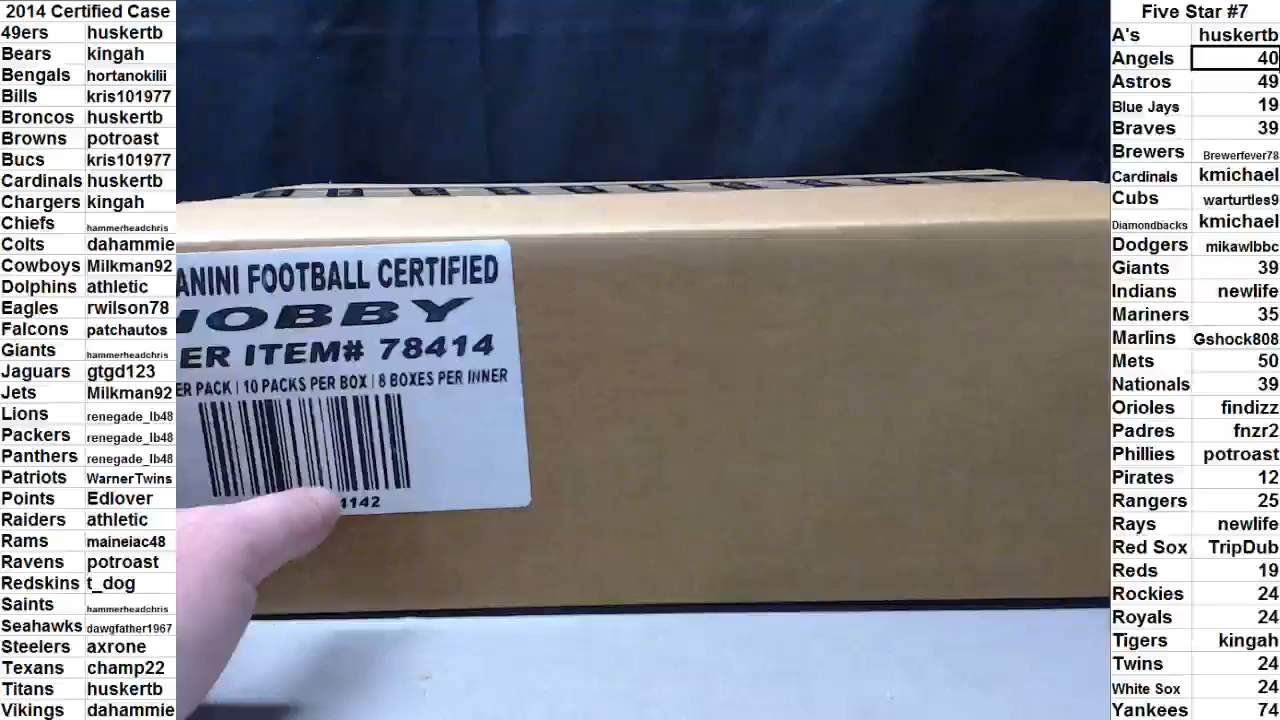 2014 Certified Case
49ers huskertb
Bears kingah
Bengals hortanokilii
Bills kris101977
Broncos huskertb
Browns potroast
Bucs kris101977
Cardinals huskertb
Chargers kingah
Chiefs hammerheadchris
Colts dahammie
Cowboys Milkman92
Dolphins athletic
Eagles rwilson78
Falcons patchautos
Giants hammerheadchris
Jaguars gtgd123
Jets Milkman92
Lions renegade_lb48
Packers renegade_lb48
Panthers renegade_lb48
Patriots WarnerTwins
Points Edlover
Raiders athletic
Rams maineiac48
Ravens potroast
Redskins t_dog
Saints hammerheadchris
Seahawks dawgfather1967
Steelers axrone
Texans champ22
Titans huskertb
Vikings dahammie
ANINI FOOTBALL CERTIFIED
HOBBY
ER ITEM# 78414
ER PACK | 10 PACKS PER BOX | 8 BOXES PER INNER
4142
Five Star #7
A's huskertb
Angels 40
Astros 49
Blue Jays 19
Braves 39
Brewers Brewerfever78
Cardinals kmichael
Cubs warturtles9
Diamondbacks kmichael
Dodgers mikawlbbc
Giants 39
Indians newlife
Mariners 35
Marlins Gshock808
Mets 50
Nationals 39
Orioles findizz
Padres fnzr2
Phillies potroast
Pirates 12
Rangers 25
Rays newlife
Red Sox TripDub
Reds 19
Rockies 24
Royals 24
Tigers kingah
Twins 24
White Sox 24
Yankees 74